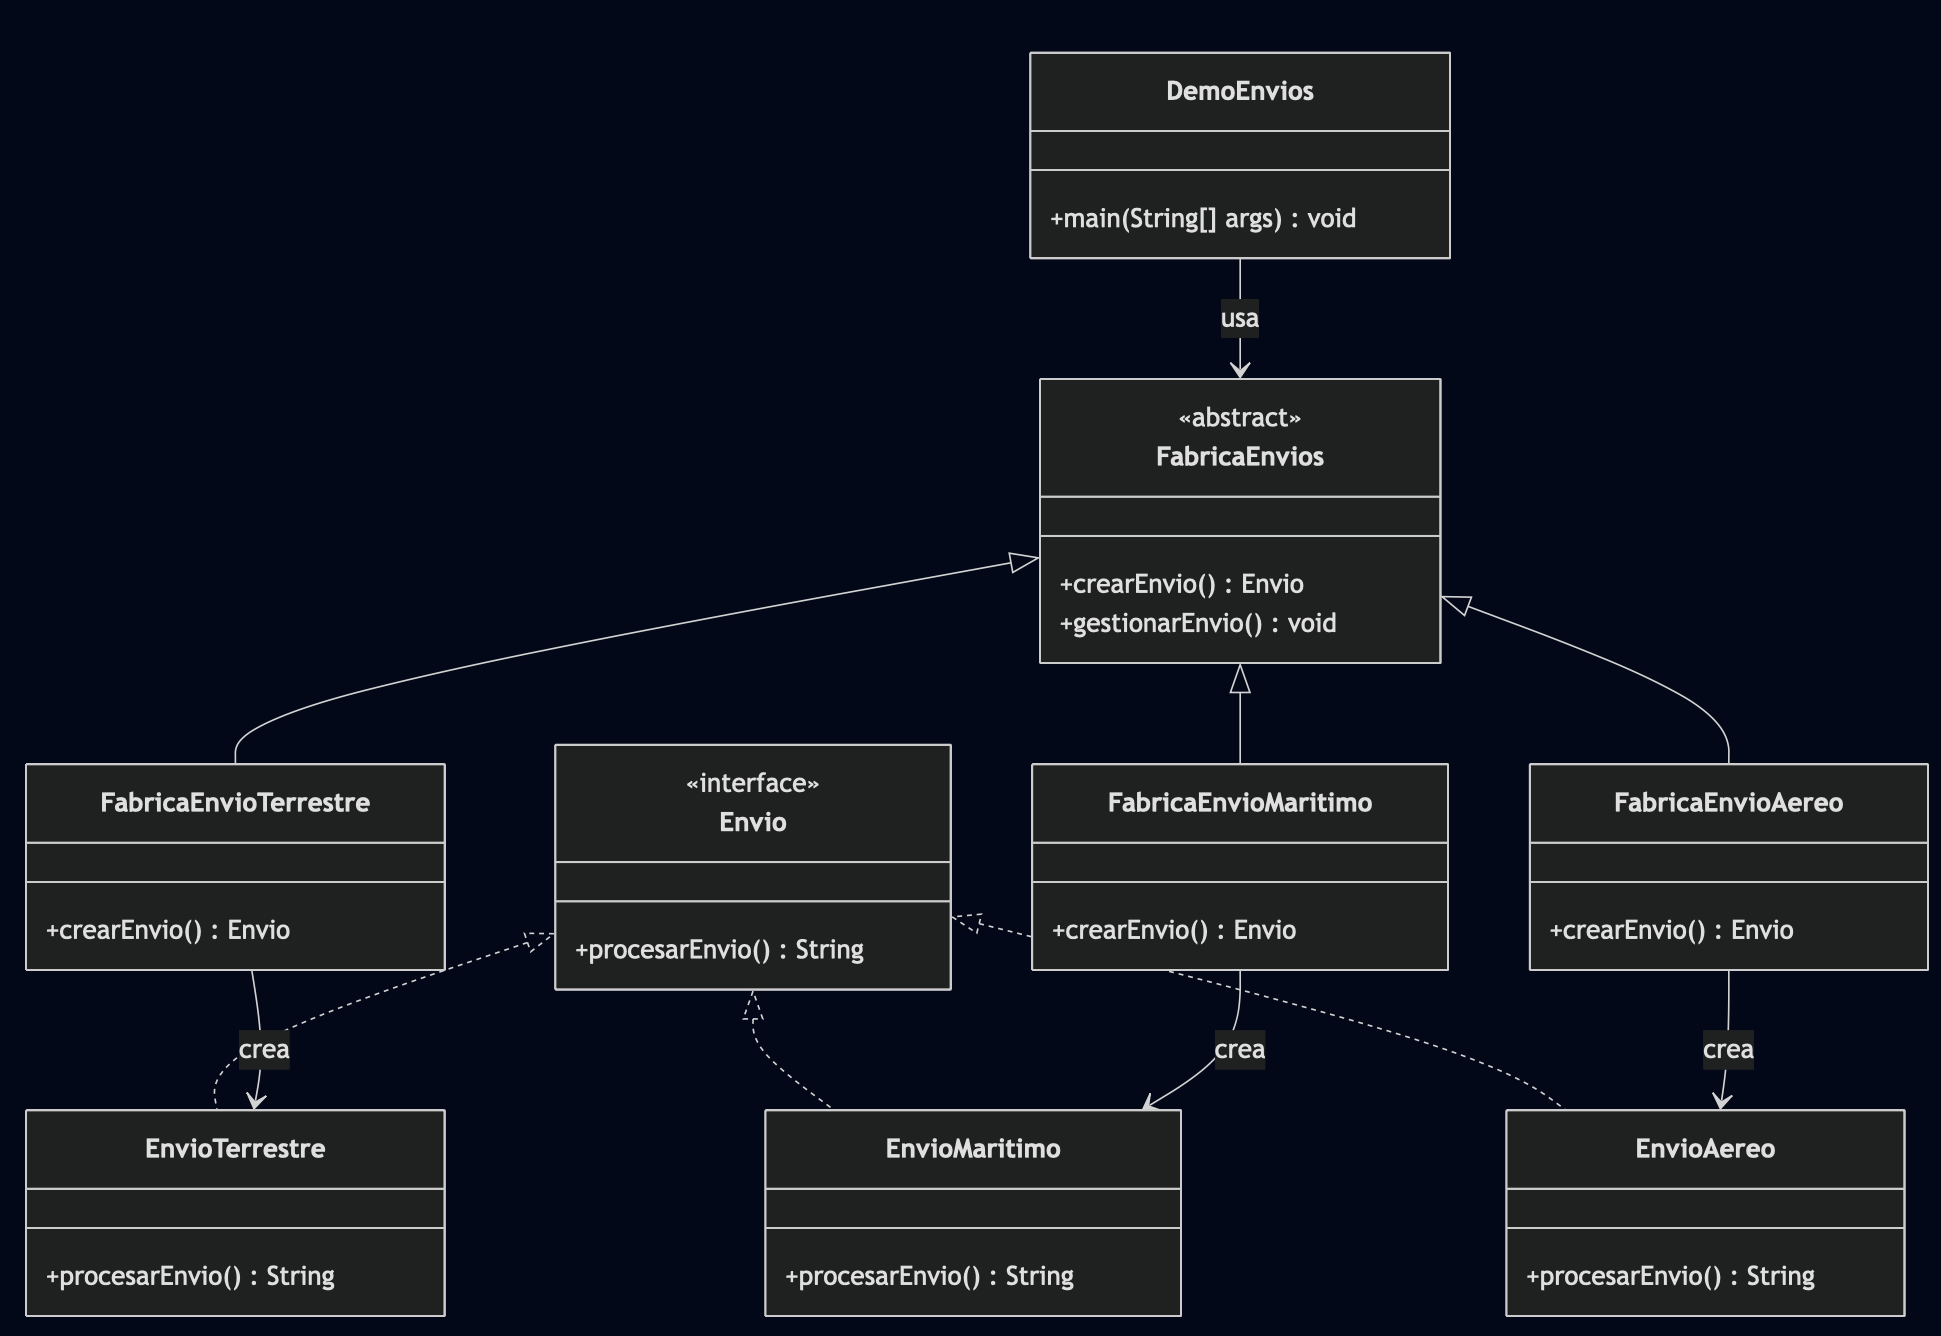 DemoEnvios
+main(String[] args) : void
usa
«abstract»
FabricaEnvios
+crearEnvio() : Envio
+gestionarEnvio() : void
FabricaEnvioTerrestre
+crearEnvio() : Envio
«interface»
Envio
+procesarEnvio() : String
FabricaEnvioMaritimo
+crearEnvio() : Envio
FabricaEnvioAereo
+crearEnvio() : Envio
crea
crea
crea
EnvioTerrestre
+procesarEnvio() : String
EnvioMaritimo
+procesarEnvio() : String
EnvioAereo
+procesarEnvio() : String